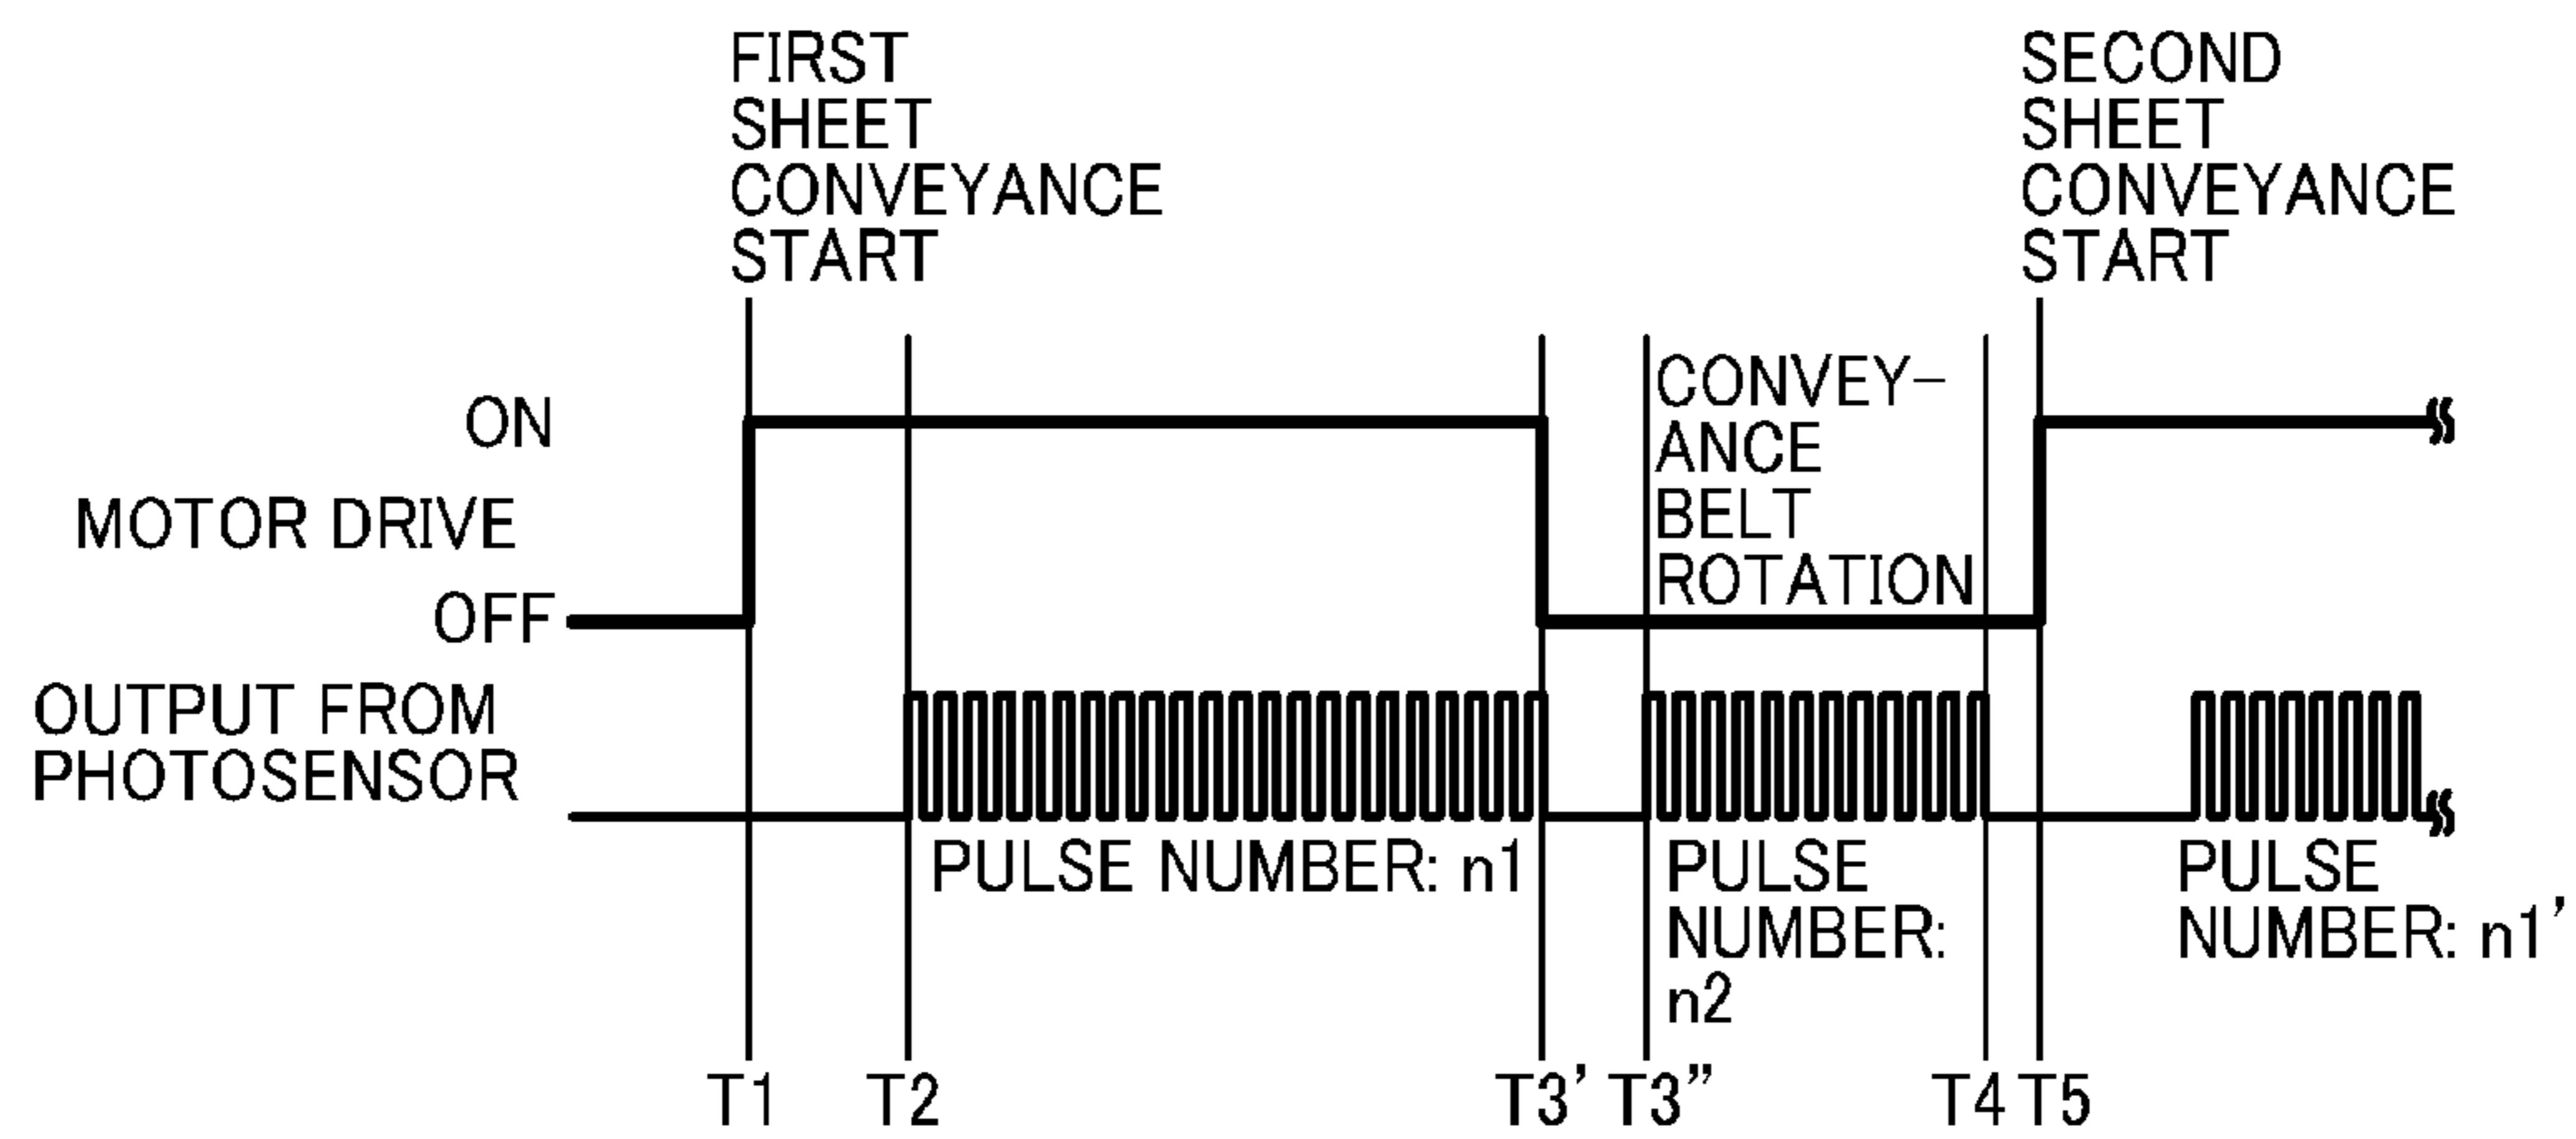 FIRST
SHEET
CONVEYANCE
START
SECOND
SHEET
CONVEYANCE
START
CONVEY-
ANCE
BELT
ROTATION
ON
MOTOR DRIVE
OFF
OUTPUT FROM
PHOTOSENSOR
PULSE NUMBER: n1
PULSE
NUMBER:
n2
PULSE
NUMBER: n1'
T1 T2 T3' T3" T4 T5